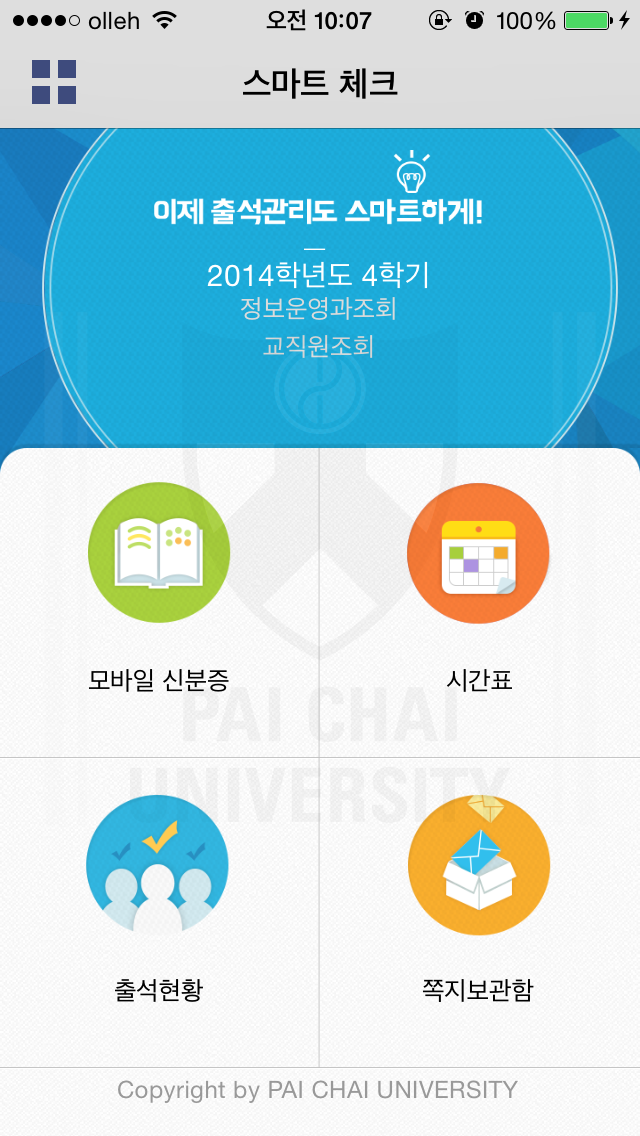 olleh 오전 10:07 100%
스마트 체크
이제 출석관리도 스마트하게!
2014학년도 4학기
정보운영과조회
교직원조회
모바일 신분증 시간표
PAI CHAI
UNIVERSITY
출석현황 쪽지보관함
Copyright by PAI CHAI UNIVERSITY